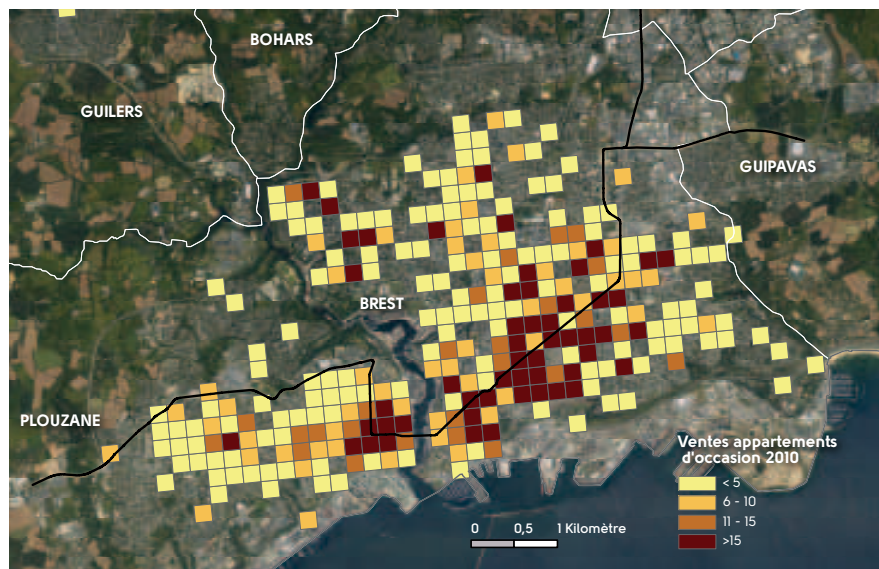 BOHARS
GUILERS
GUIPAVAS
BREST
PLOUZANE
Ventes appartements
d'occasion 2010
< 5
6 - 10
11 - 15
>15
0 0,5 1 Kilomètre